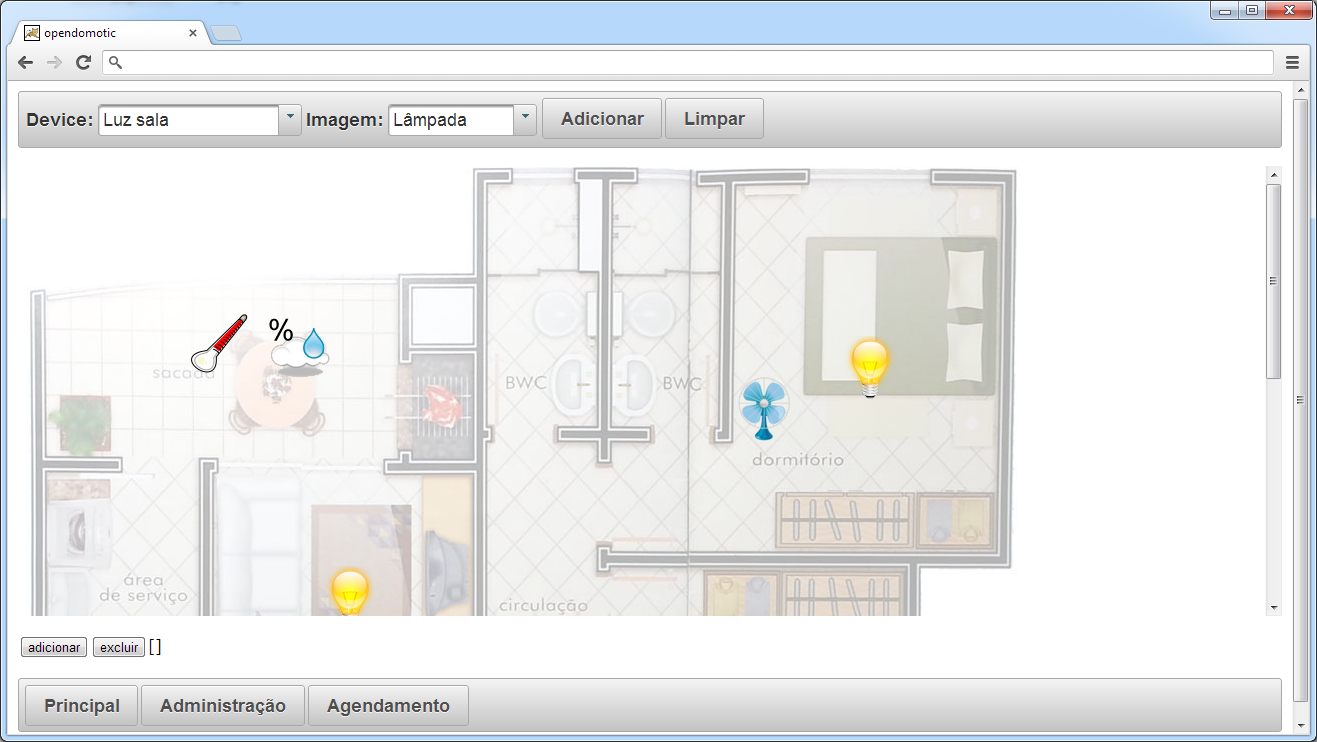 opendomotic
Device: Luz sala Imagem: Lâmpada Adicionar Limpar
%
sacada
BWC BWC
dormitório
área
de serviço
circulação
adicionar excluir []
Principal Administração Agendamento